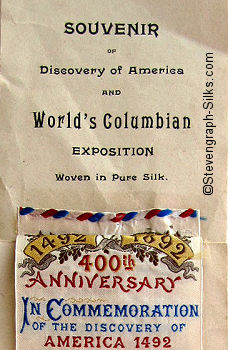 SOUVENIR
OF
Discovery of America
AND
World's Columbian
EXPOSITION
Woven in Pure Silk.
©Stevengraph-Silks.com
1492 1892
400th
ANNIVERSARY
IN COMMEMORATION
OF THE DISCOVERY OF
AMERICA 1492